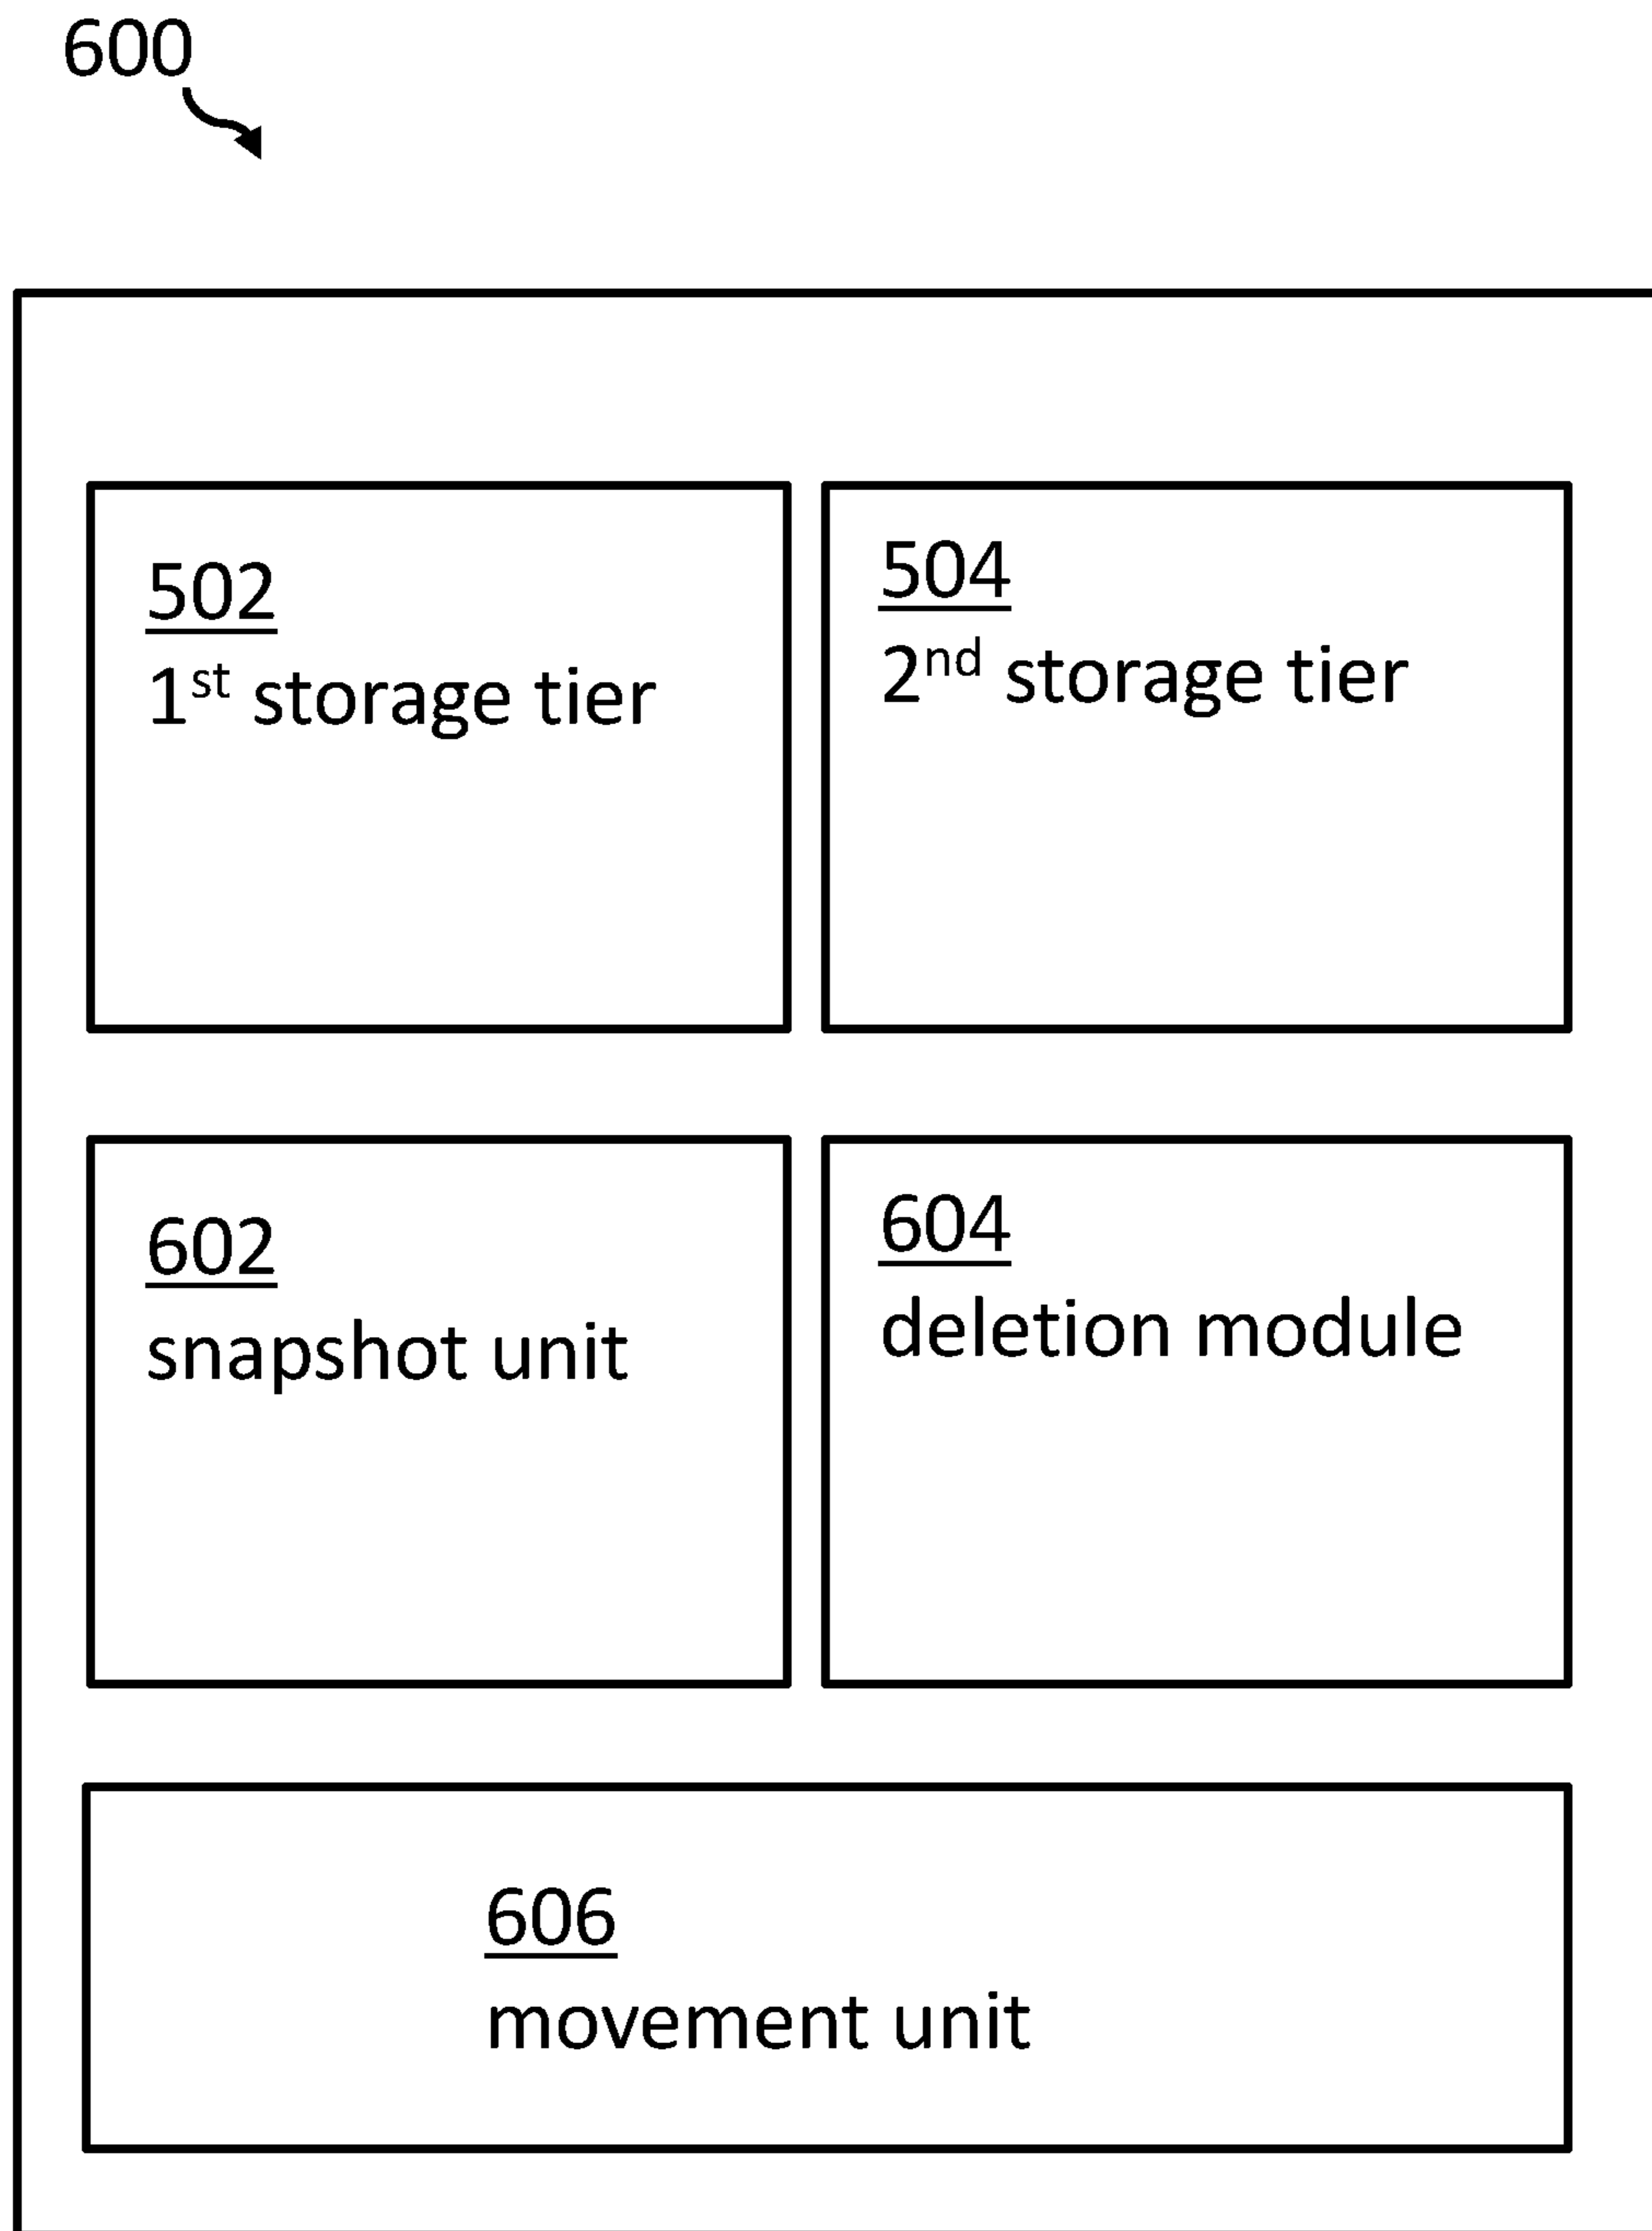 600
502
1st storage tier
504
2nd storage tier
602
snapshot unit
604
deletion module
606
movement unit